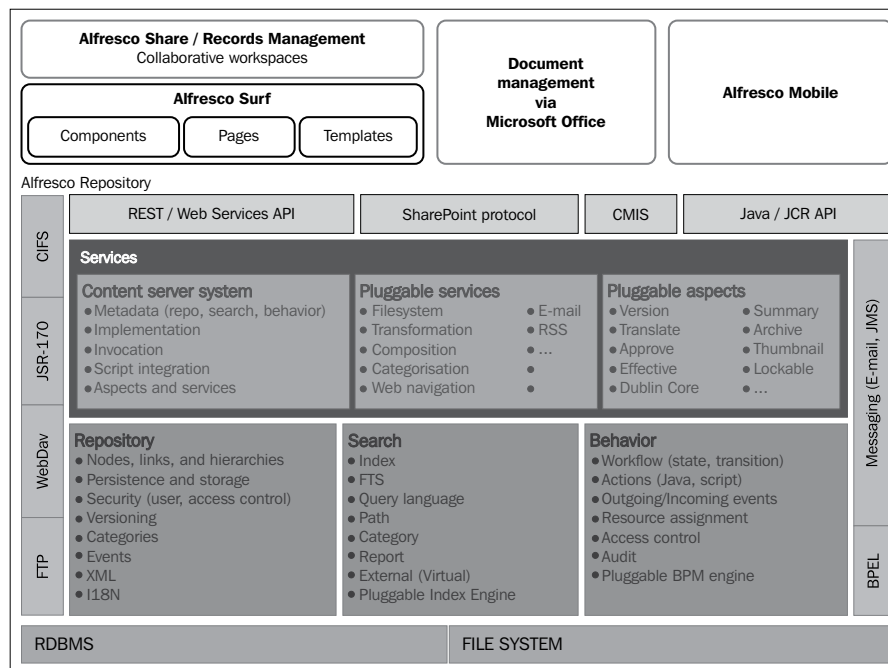 Alfresco Share / Records Management
Collaborative workspaces
Alfresco Surf
Components
Pages
Templates
Document
management
via
Microsoft Office
Alfresco Mobile
Alfresco Repository
REST / Web Services API
SharePoint protocol
CMIS
Java / JCR API
CIFS
JSR-170
WebDav
FTP
Services
Content server system
• Metadata (repo, search, behavior)
• Implementation
• Invocation
• Script integration
• Aspects and services
Pluggable services
• Filesystem
• Transformation
• Composition
• Categorisation
• Web navigation
• E-mail
• RSS
• ...
•
•
Pluggable aspects
• Version
• Translate
• Approve
• Effective
• Dublin Core
• Summary
• Archive
• Thumbnail
• Lockable
• ...
Repository
• Nodes, links, and hierarchies
• Persistence and storage
• Security (user, access control)
• Versioning
• Categories
• Events
• XML
• I18N
Search
• Index
• FTS
• Query language
• Path
• Category
• Report
• External (Virtual)
• Pluggable Index Engine
Behavior
• Workflow (state, transition)
• Actions (Java, script)
• Outgoing/Incoming events
• Resource assignment
• Access control
• Audit
• Pluggable BPM engine
Messaging (E-mail, JMS)
BPEL
RDBMS
FILE SYSTEM